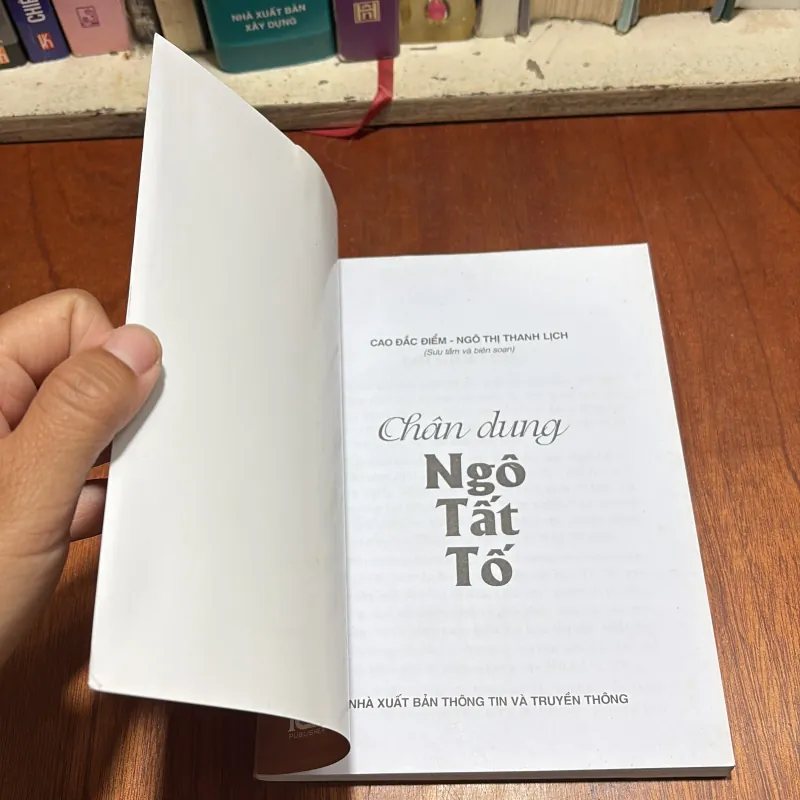 CHIẾ
NHÀ XUẤT BẢN
XÂY DỰNG
CAO ĐẮC ĐIỂM - NGÔ THỊ THANH LỊCH
(Sưu tầm và biên soạn)
Chân dung
Ngô
Tất
Tố
NHÀ XUẤT BẢN THÔNG TIN VÀ TRUYỀN THÔNG